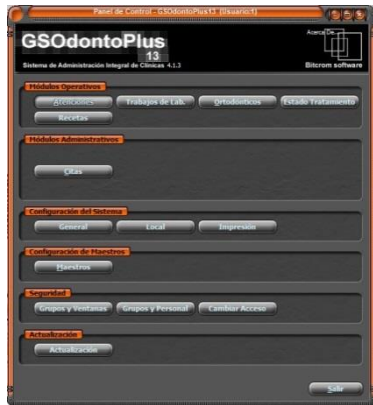 Panel de Control - GSOdontoPlus13 (Usuario:1)
GSOdontoPlus
13
Sistema de Administración Integral de Clínicas 4.1.3
Acerca De...
Bitcrom software
Módulos Operativos
Atenciones Trabajos de Lab. Ortodónticos Estado Tratamiento
Recetas
Módulos Administrativos
Citas
Configuración del Sistema
General Local Impresión
Configuración de Maestros
Maestros
Seguridad
Grupos y Ventanas Grupos y Personal Cambiar Acceso
Actualización
Actualización
Salir